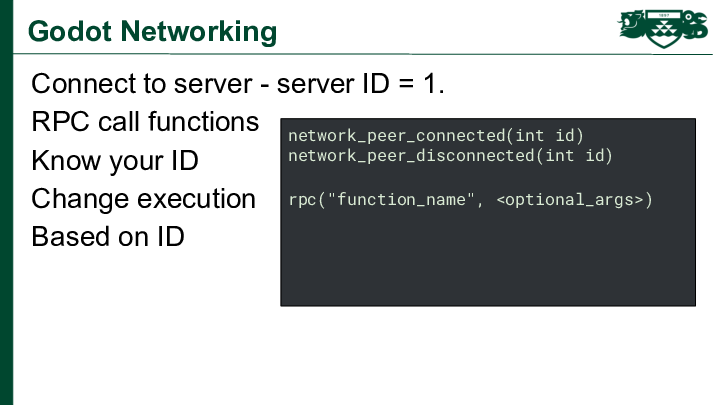 Godot Networking
Connect to server - server ID = 1.
RPC call functions
Know your ID
Change execution
Based on ID
network_peer_connected(int id)
network_peer_disconnected(int id)
rpc("function_name", <optional_args>)